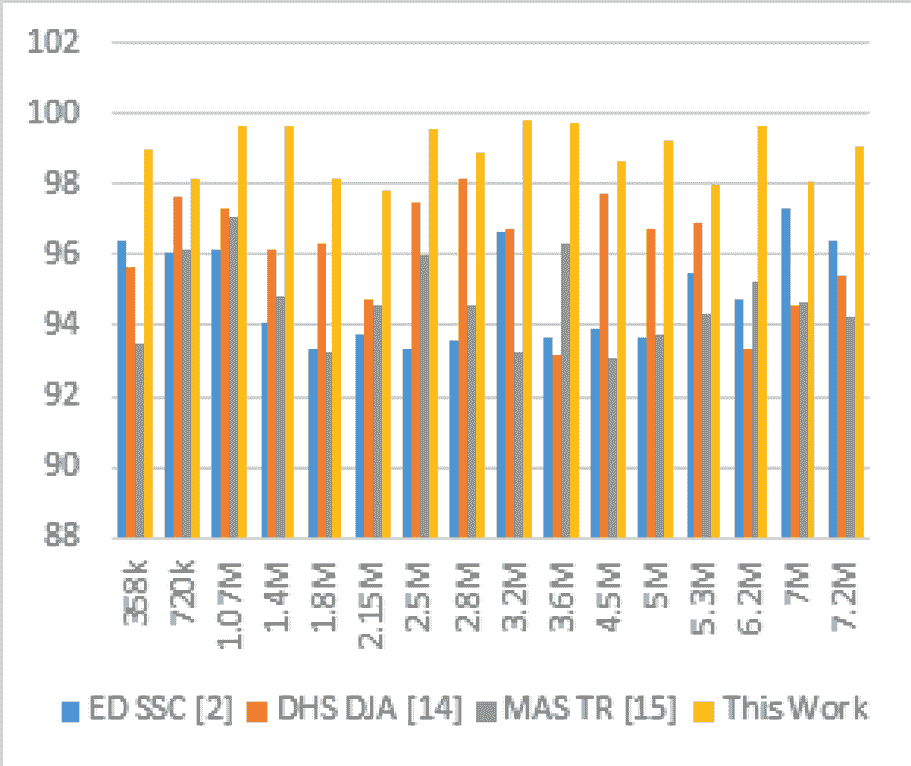 102
100
98
96
94
92
90
88
358k
720k
1.07M
1.4M
1.8M
2.15M
2.5M
2.8M
3.2M
3.6M
4.5M
5M
5.3M
6.2M
7M
7.2M
ED SSC [2] DHS DJA [14] MAS TR [15] This Work